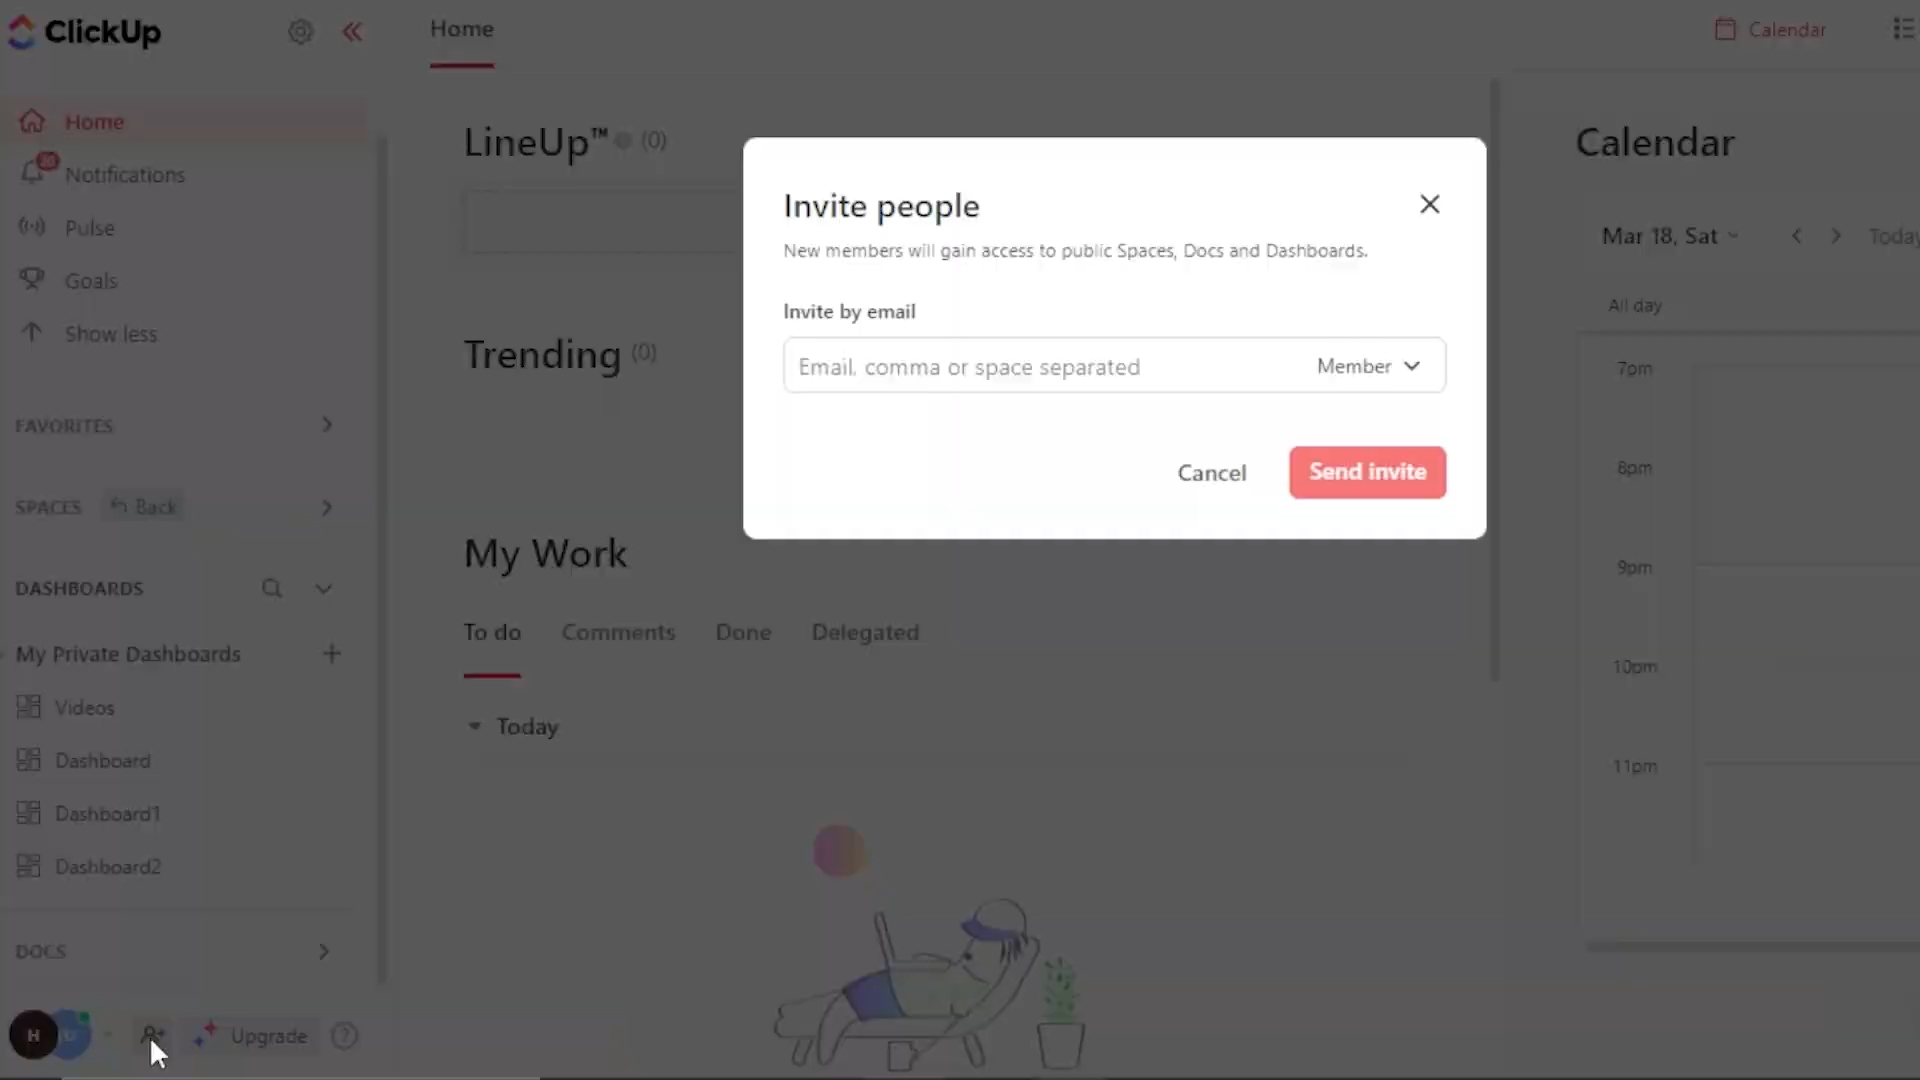 ClickUp
Home
Calendar
Home
20
Notifications
Pulse
Goals
Show less
FAVORITES
SPACES Back
DASHBOARDS
My Private Dashboards
Videos
Dashboard
Dashboard1
Dashboard2
DOCS
H
Upgrade ?
LineUp™ (0)
Trending (0)
My Work
To do Comments Done Delegated
Today
Invite people
New members will gain access to public Spaces, Docs and Dashboards.
Invite by email
Email, comma or space separated Member
Cancel Send invite
Calendar
Mar 18, Sat Today
All day
7pm
8pm
9pm
10pm
11pm